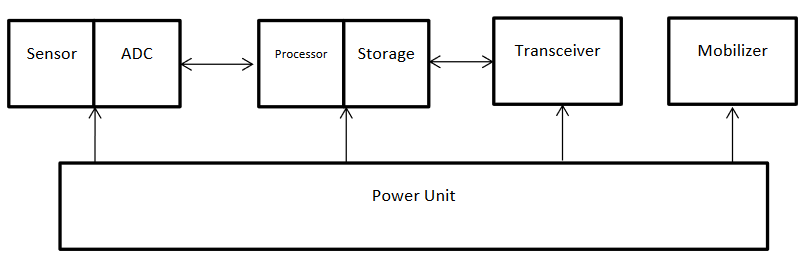 Sensor
ADC
Processor
Storage
Transceiver
Mobilizer
Power Unit